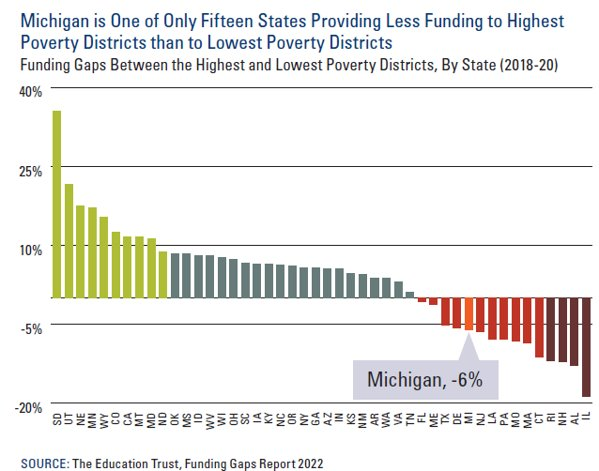 Michigan is One of Only Fifteen States Providing Less Funding to Highest
Poverty Districts than to Lowest Poverty Districts
Funding Gaps Between the Highest and Lowest Poverty Districts, By State (2018-20)
40%
25%
10%
-5%
-20%
Michigan, -6%
SD UT NE MN WY CO CA MT MD ND OK MS ID WV WI OH SC IA KY NC OR NY GA AZ IN KS NM AR WA VA TN FL ME TX DE MI NJ LA PA MO MA CT RI NH AL IL
SOURCE: The Education Trust, Funding Gaps Report 2022